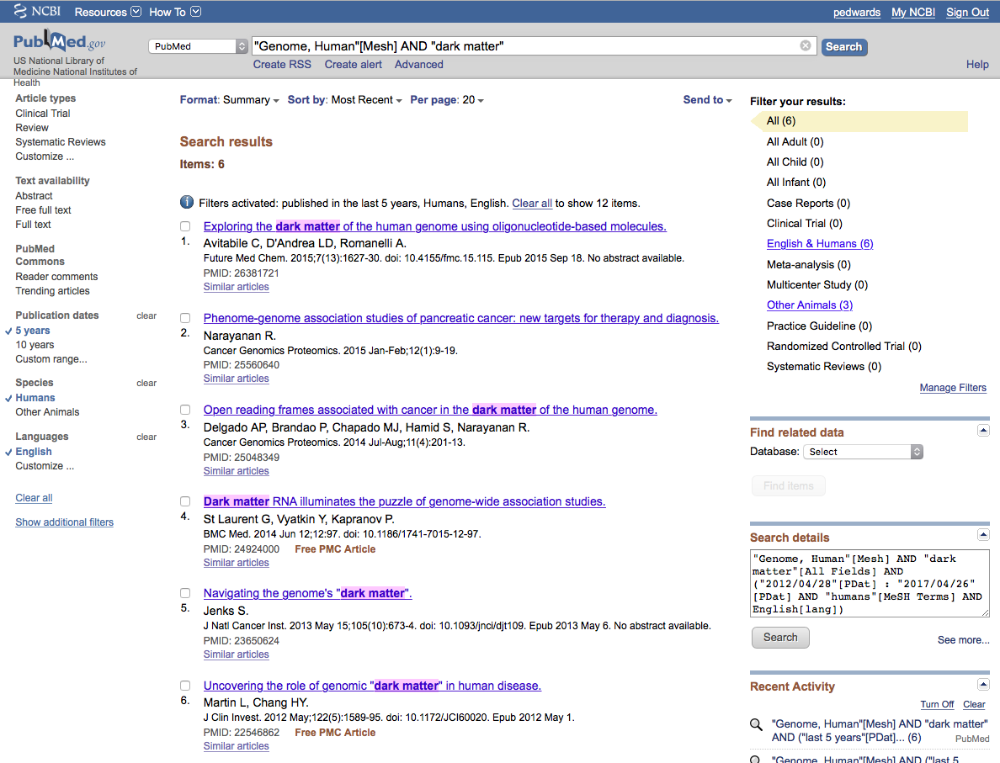 NCBI Resources How To pedwards My NCBI Sign Out
PubMed.gov
US National Library of
Medicine National Institutes of
Health
PubMed "Genome, Human"[Mesh] AND "dark matter" Search
Create RSS Create alert Advanced Help
Article types
Clinical Trial
Review
Systematic Reviews
Customize ...
Text availability
Abstract
Free full text
Full text
PubMed
Commons
Reader comments
Trending articles
Publication dates clear
5 years
10 years
Custom range...
Species clear
Humans
Other Animals
Languages clear
English
Customize ...
Clear all
Show additional filters
Format: Summary Sort by: Most Recent Per page: 20 Send to
Search results
Items: 6
Filters activated: published in the last 5 years, Humans, English. Clear all to show 12 items.
Exploring the dark matter of the human genome using oligonucleotide-based molecules.
1. Avitabile C, D'Andrea LD, Romanelli A.
Future Med Chem. 2015;7(13):1627-30. doi: 10.4155/fmc.15.115. Epub 2015 Sep 18. No abstract available.
PMID: 26381721
Similar articles
Phenome-genome association studies of pancreatic cancer: new targets for therapy and diagnosis.
2. Narayanan R.
Cancer Genomics Proteomics. 2015 Jan-Feb;12(1):9-19.
PMID: 25560640
Similar articles
Open reading frames associated with cancer in the dark matter of the human genome.
3. Delgado AP, Brandao P, Chapado MJ, Hamid S, Narayanan R.
Cancer Genomics Proteomics. 2014 Jul-Aug;11(4):201-13.
PMID: 25048349
Similar articles
Dark matter RNA illuminates the puzzle of genome-wide association studies.
4. St Laurent G, Vyatkin Y, Kapranov P.
BMC Med. 2014 Jun 12;12:97. doi: 10.1186/1741-7015-12-97.
PMID: 24924000 Free PMC Article
Similar articles
Navigating the genome's "dark matter".
5. Jenks S.
J Natl Cancer Inst. 2013 May 15;105(10):673-4. doi: 10.1093/jnci/djt109. Epub 2013 May 6. No abstract available.
PMID: 23650624
Similar articles
Uncovering the role of genomic "dark matter" in human disease.
6. Martin L, Chang HY.
J Clin Invest. 2012 May;122(5):1589-95. doi: 10.1172/JCI60020. Epub 2012 May 1.
PMID: 22546862 Free PMC Article
Similar articles
Filter your results:
All (6)
All Adult (0)
All Child (0)
All Infant (0)
Case Reports (0)
Clinical Trial (0)
English & Humans (6)
Meta-analysis (0)
Multicenter Study (0)
Other Animals (3)
Practice Guideline (0)
Randomized Controlled Trial (0)
Systematic Reviews (0)
Manage Filters
Find related data
Database: Select
Find items
Search details
"Genome, Human"[Mesh] AND "dark
matter"[All Fields] AND
("2012/04/28"[PDat] : "2017/04/26"
[PDat] AND "humans"[MeSH Terms] AND
English[lang])
Search See more...
Recent Activity
Turn Off Clear
"Genome, Human"[Mesh] AND "dark matter"
AND ("last 5 years"[PDat]... (6) PubMed
"Genome, Human"[Mesh] AND ("last 5